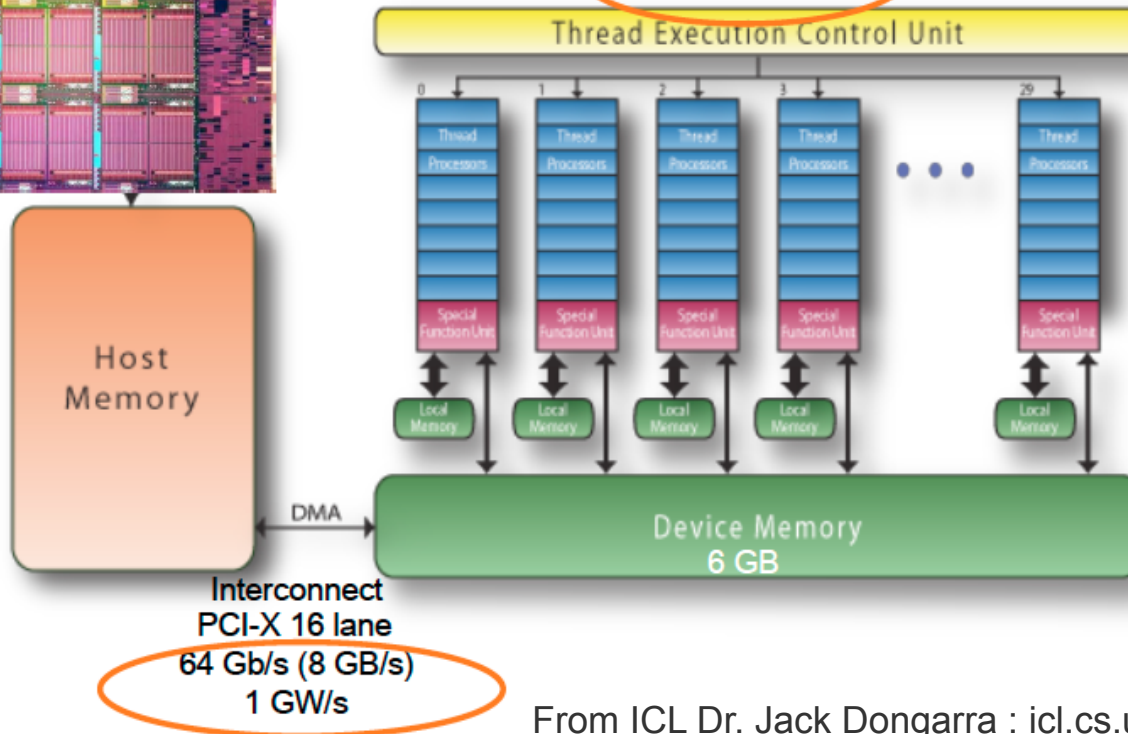 Thread Execution Control Unit
0 1 2 3 29
Thread Thread Thread Thread Thread
Processors Processors Processors Processors Processors
Special Special Special Special Special
Function Unit Function Unit Function Unit Function Unit Function Unit
Host
Memory
Local Local Local Local Local
Memory Memory Memory Memory Memory
DMA
Device Memory
6 GB
Interconnect
PCI-X 16 lane
64 Gb/s (8 GB/s)
1 GW/s
From ICL Dr. Jack Dongarra : icl.cs.u